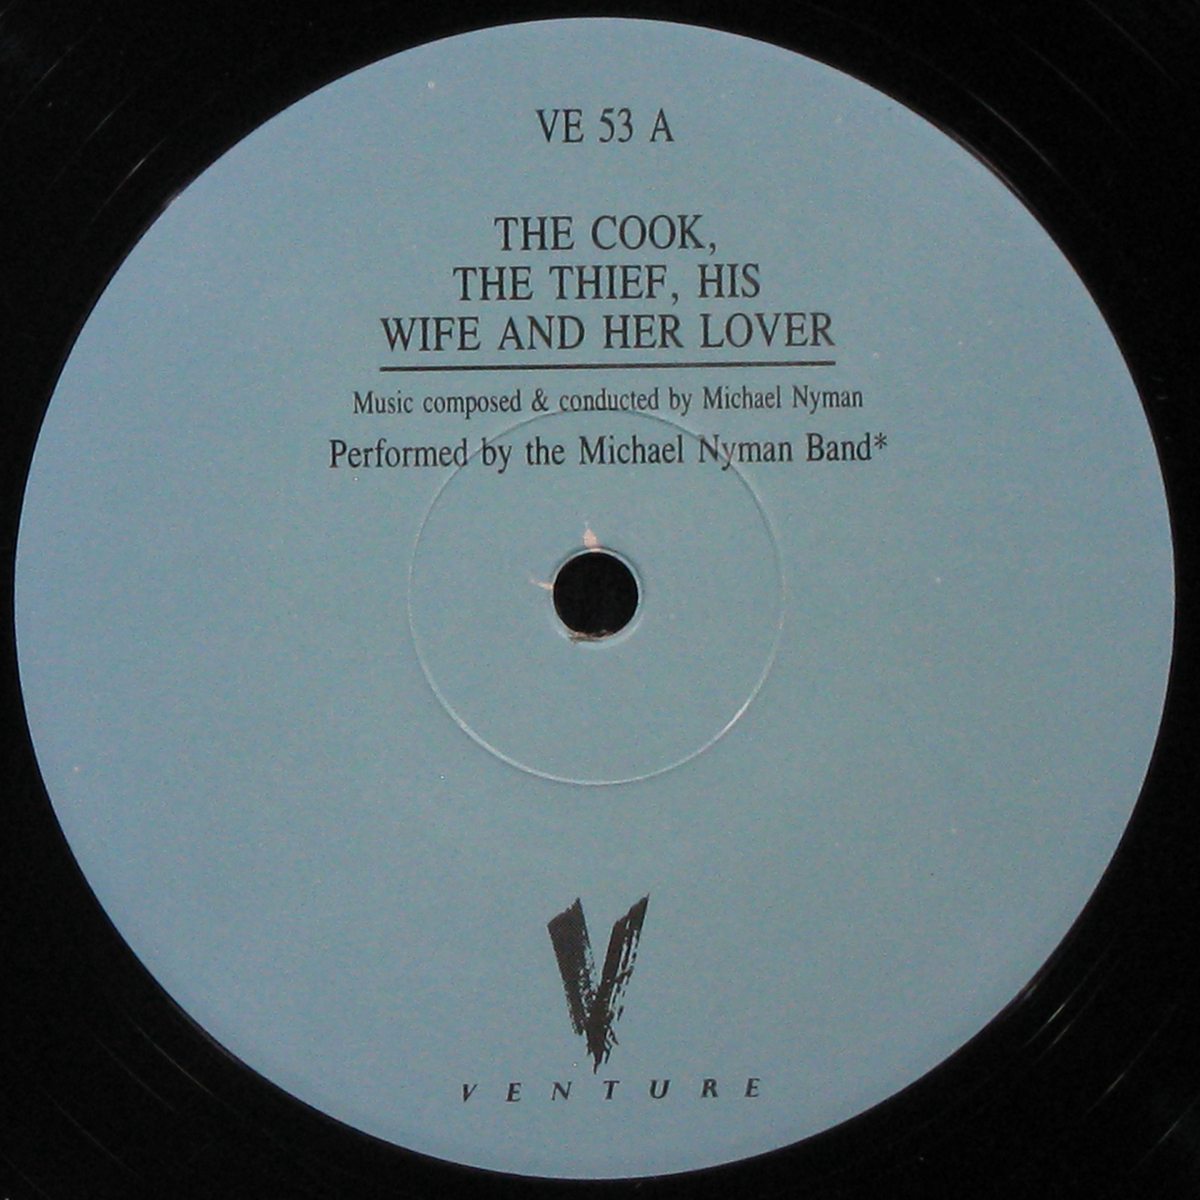 VE 53 A
THE COOK,
THE THIEF, HIS
WIFE AND HER LOVER
Music composed & conducted by Michael Nyman
Performed by the Michael Nyman Band*
V
VENTURE